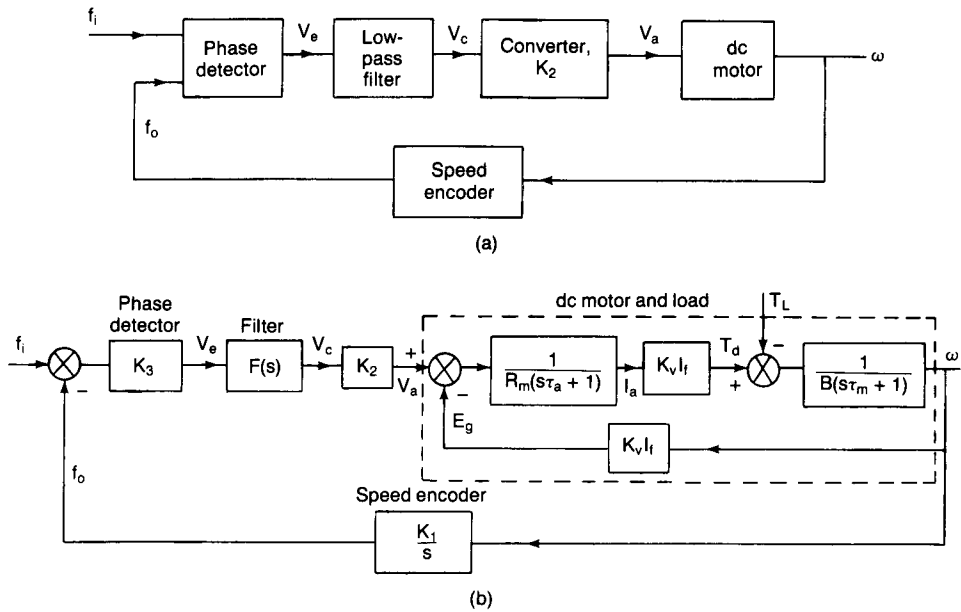 f_i
Phase
detector
V_e
Low-
pass
filter
V_c
Converter,
K_2
V_a
dc
motor
ω
f_o
Speed
encoder
(a)
dc motor and load
T_L
Phase
detector
Filter
f_i
K_3
V_e
F(s)
V_c
K_2
+
V_a
-
E_g
1
R_m(sτ_a + 1)
I_a
K_vI_f
T_d
+
-
1
B(sτ_m + 1)
ω
K_vI_f
-
f_o
Speed encoder
K_1
s
(b)